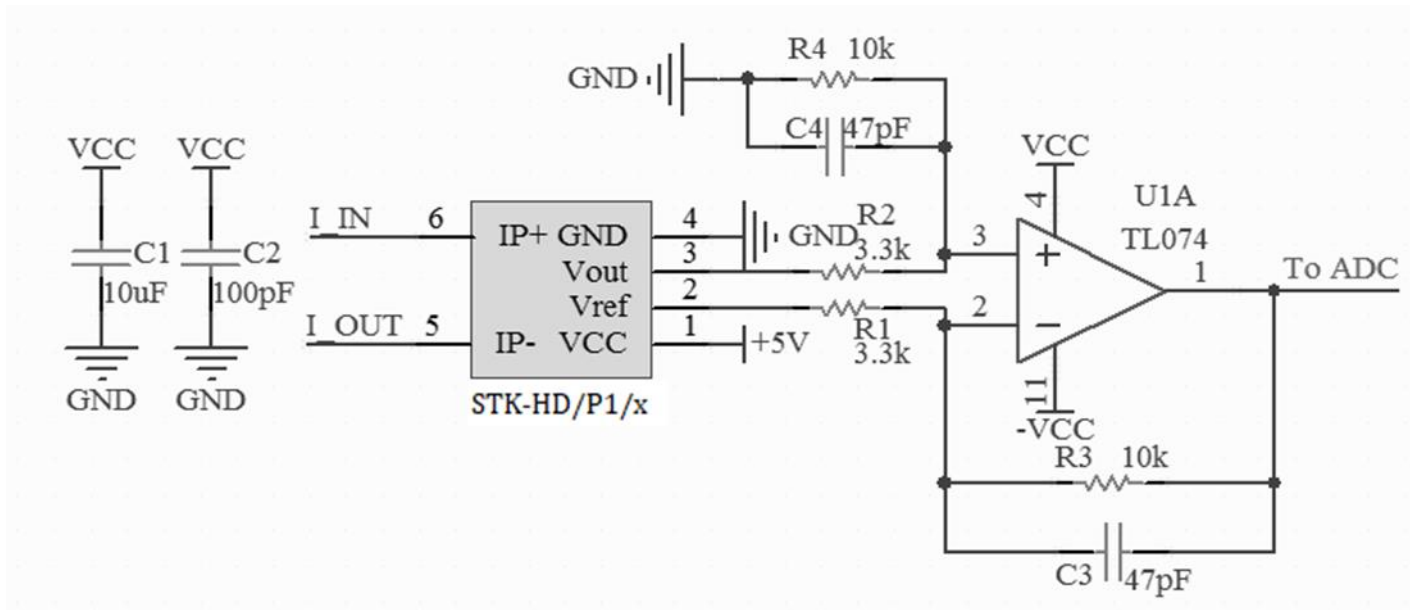 R4 10k
GND
C4 47pF
VCC
VCC
VCC
4
U1A
TL074
I_IN
6
IP+ GND
4
GND
R2
3.3k
3
+
1
To ADC
C1
10uF
C2
100pF
Vout
3
Vref
2
2
−
I_OUT 5
IP- VCC
1
+5V
R1
3.3k
GND
GND
STK-HD/P1/x
11
-VCC
R3 10k
C3
47pF